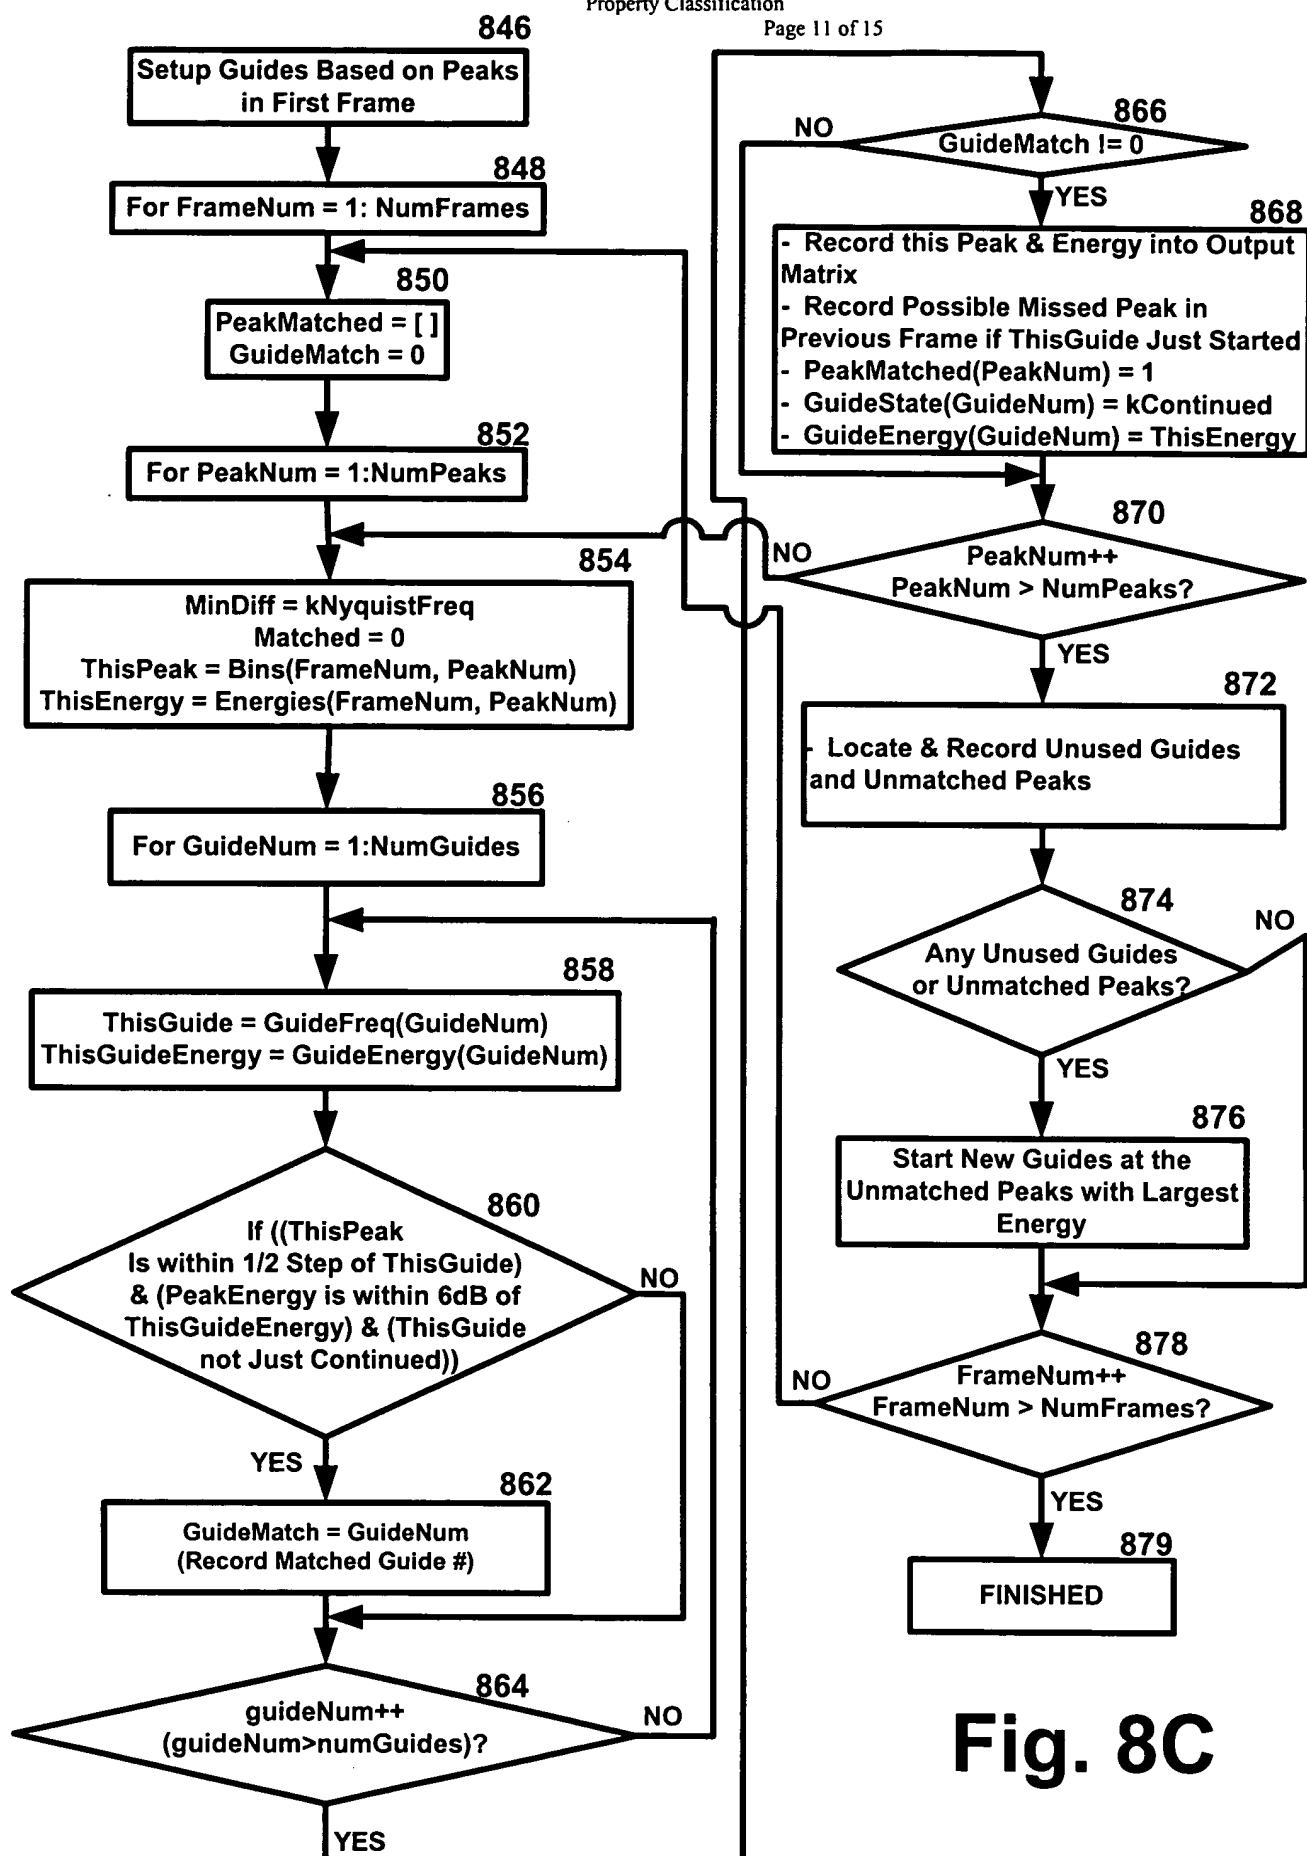 Property Classification
Page 11 of 15
846
Setup Guides Based on Peaks
in First Frame
848
For FrameNum = 1: NumFrames
850
PeakMatched = [ ]
GuideMatch = 0
852
For PeakNum = 1:NumPeaks
854
MinDiff = kNyquistFreq
Matched = 0
ThisPeak = Bins(FrameNum, PeakNum)
ThisEnergy = Energies(FrameNum, PeakNum)
856
For GuideNum = 1:NumGuides
858
ThisGuide = GuideFreq(GuideNum)
ThisGuideEnergy = GuideEnergy(GuideNum)
860
If ((ThisPeak
Is within 1/2 Step of ThisGuide)
& (PeakEnergy is within 6dB of
ThisGuideEnergy) & (ThisGuide
not Just Continued))
NO
YES
862
GuideMatch = GuideNum
(Record Matched Guide #)
864
guideNum++
(guideNum>numGuides)?
NO
YES
866
GuideMatch != 0
NO
YES
868
- Record this Peak & Energy into Output
Matrix
- Record Possible Missed Peak in
Previous Frame if ThisGuide Just Started
- PeakMatched(PeakNum) = 1
- GuideState(GuideNum) = kContinued
- GuideEnergy(GuideNum) = ThisEnergy
870
PeakNum++
PeakNum > NumPeaks?
NO
YES
872
- Locate & Record Unused Guides
and Unmatched Peaks
874
Any Unused Guides
or Unmatched Peaks?
NO
YES
876
Start New Guides at the
Unmatched Peaks with Largest
Energy
878
FrameNum++
FrameNum > NumFrames?
NO
YES
879
FINISHED
Fig. 8C